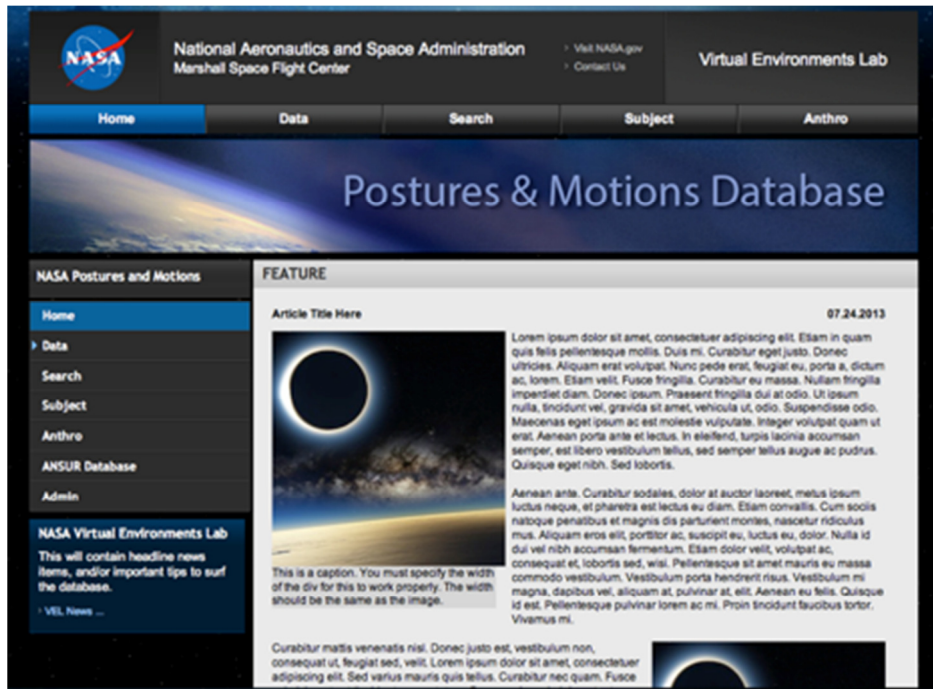 NASA
National Aeronautics and Space Administration
Marshall Space Flight Center
Visit NASA.gov
Contact Us
Virtual Environments Lab
Home
Data
Search
Subject
Anthro
Postures & Motions Database
NASA Postures and Motions
Home
Data
Search
Subject
Anthro
ANSUR Database
Admin
NASA Virtual Environments Lab
This will contain headline news
items, and/or important tips to surf
the database.
VEL News ...
FEATURE
Article Title Here
07.24.2013
Lorem ipsum dolor sit amet, consectetuer adipiscing elit. Etiam in quam
quis felis pellentesque mollis. Duis mi. Curabitur eget justo. Donec
ultricies. Aliquam erat volutpat. Nunc pede erat, feugiat eu, porta a, dictum
ac, lorem. Etiam velit. Fusce fringilla. Curabitur eu massa. Nullam fringilla
imperdiet diam. Donec ipsum. Praesent fringilla dui at odio. Ut ipsum
nulla, tincidunt vel, gravida sit amet, vehicula ut, odio. Suspendisse odio.
Maecenas eget ipsum ac est molestie vulputate. Integer volutpat quam ut
erat. Aenean porta ante et lectus. In eleifend, turpis lacinia accumsan
semper, est libero vestibulum tellus, sed semper tellus augue ac pudrus.
Quisque eget nibh. Sed lobortis.
Aenean ante. Curabitur sodales, dolor at auctor laoreet, metus ipsum
luctus neque, et pharetra est lectus eu diam. Etiam convallis. Cum sociis
natoque penatibus et magnis dis parturient montes, nascetur ridiculus
mus. Aliquam eros elit, porttitor ac, suscipit eu, luctus eu, dolor. Nulla id
dui vel nibh accumsan fermentum. Etiam dolor velit, volutpat ac,
consequat et, lobortis sed, wisi. Pellentesque sit amet mauris eu massa
commodo vestibulum. Vestibulum porta hendrerit risus. Vestibulum mi
magna, dapibus vel, aliquam at, pulvinar at, elit. Aenean eu felis. Quisque
id est. Pellentesque pulvinar lorem ac mi. Proin tincidunt faucibus tortor.
Vivamus mi.
This is a caption. You must specify the width
of the div for this to work properly. The width
should be the same as the image.
Curabitur mattis venenatis nisl. Donec justo est, vestibulum non,
consequat ut, feugiat sed, velit. Lorem ipsum dolor sit amet, consectetuer
adipiscing elit. Sed varius mauris quis tellus. Curabitur nec quam. Fusce